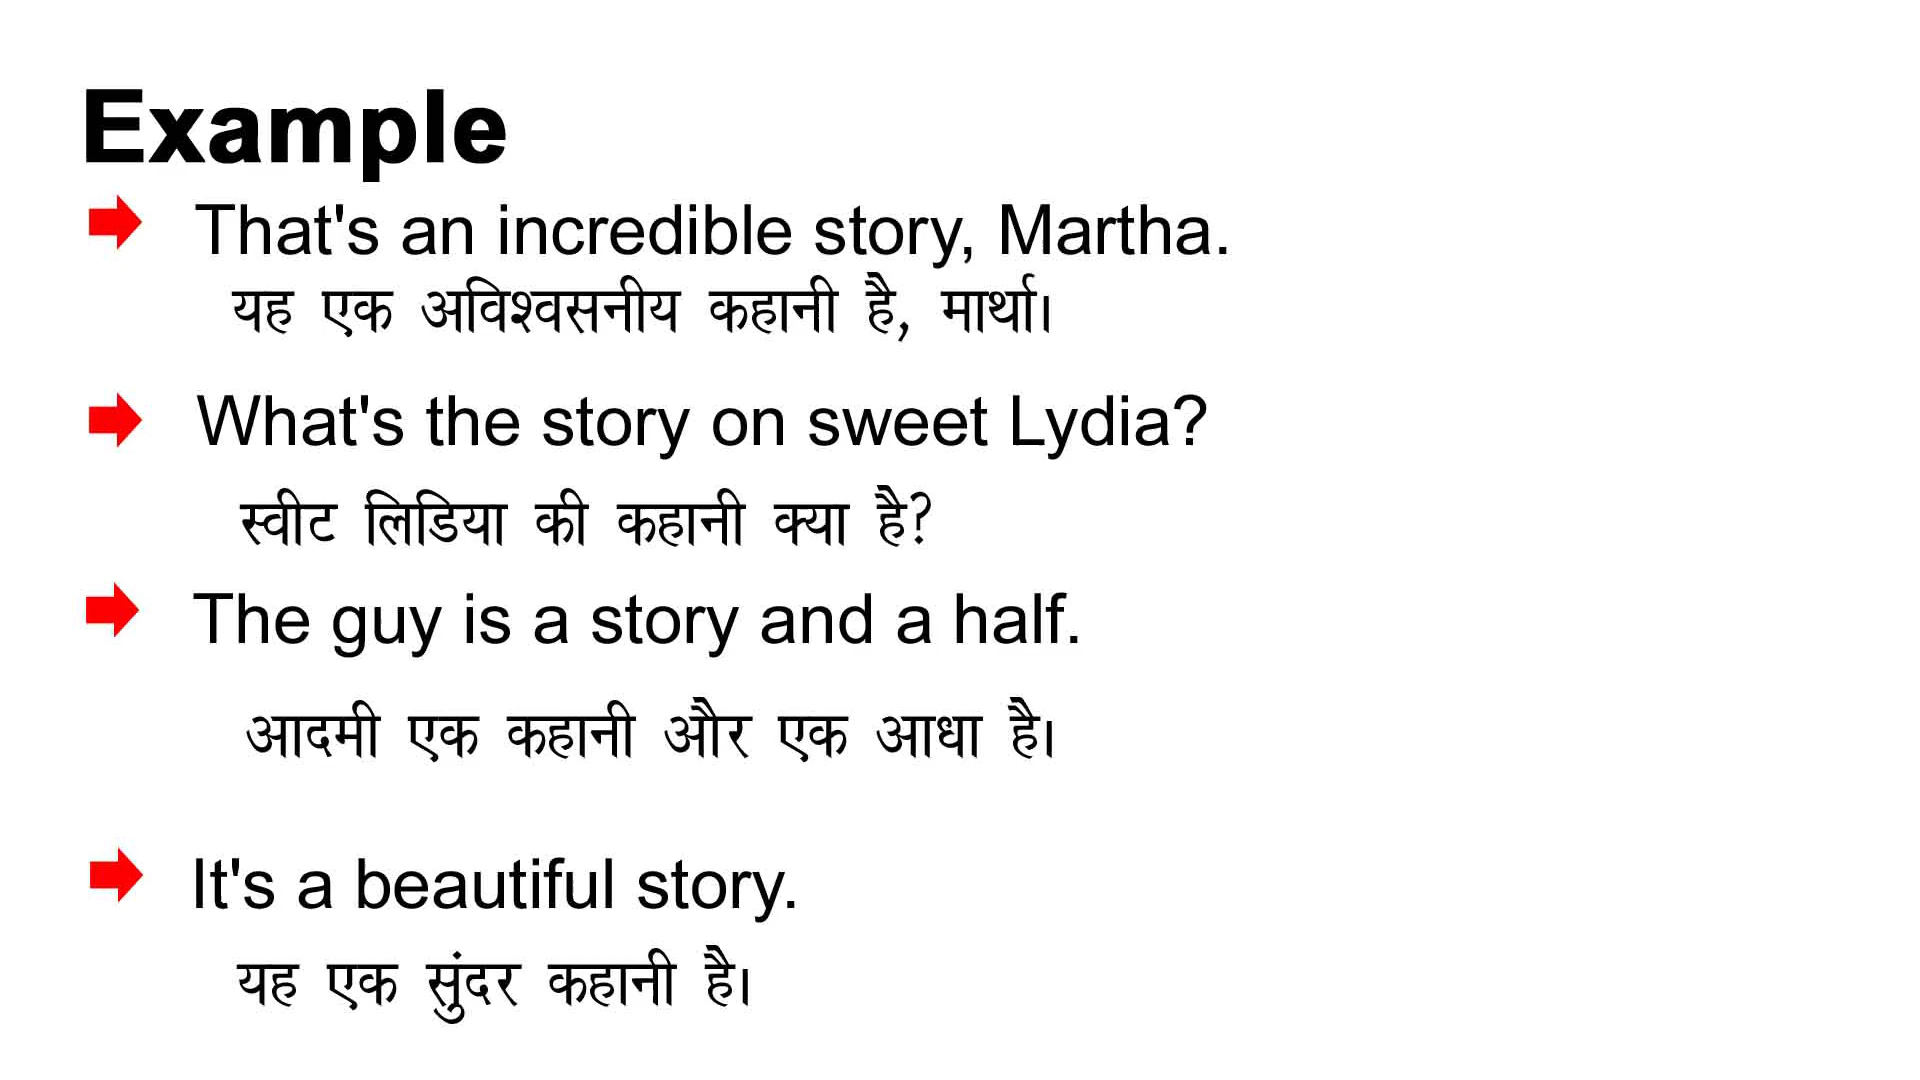 Example
That's an incredible story, Martha.
यह एक अविश्वसनीय कहानी है, मार्था।
What's the story on sweet Lydia?
स्वीट लिडिया की कहानी क्या है?
The guy is a story and a half.
आदमी एक कहानी और एक आधा है।
It's a beautiful story.
यह एक सुंदर कहानी है।